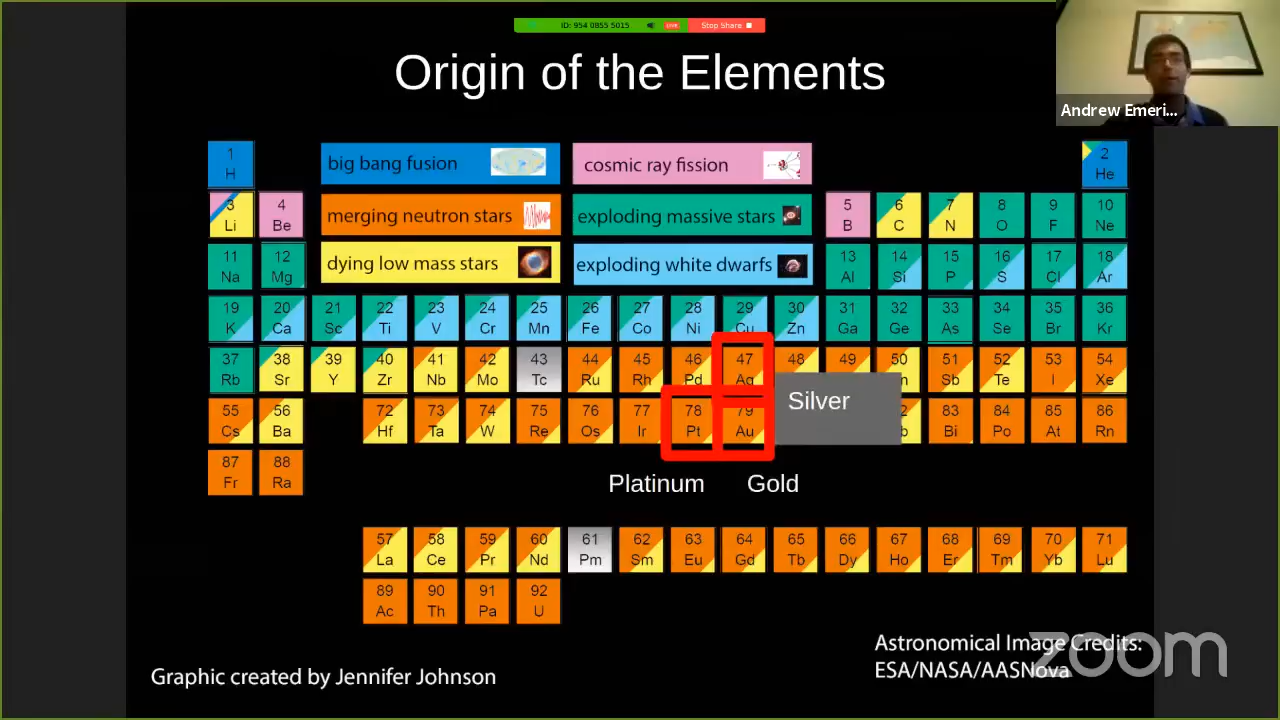 ID: 954 0855 5015 Live Stop Share
Origin of the Elements
Andrew Emeri...
big bang fusion cosmic ray fission
merging neutron stars exploding massive stars
dying low mass stars exploding white dwarfs
1 2
H He
3 4 5 6 7 8 9 10
Li Be B C N O F Ne
11 12 13 14 15 16 17 18
Na Mg Al Si P S Cl Ar
19 20 21 22 23 24 25 26 27 28 29 30 31 32 33 34 35 36
K Ca Sc Ti V Cr Mn Fe Co Ni Cu Zn Ga Ge As Se Br Kr
37 38 39 40 41 42 43 44 45 46 47 48 49 50 51 52 53 54
Rb Sr Y Zr Nb Mo Tc Ru Rh Pd Ag Sb Te I Xe
Silver
55 56 72 73 74 75 76 77 78 79 83 84 85 86
Cs Ba Hf Ta W Re Os Ir Pt Au Bi Po At Rn
87 88
Fr Ra
Platinum Gold
57 58 59 60 61 62 63 64 65 66 67 68 69 70 71
La Ce Pr Nd Pm Sm Eu Gd Tb Dy Ho Er Tm Yb Lu
89 90 91 92
Ac Th Pa U
Graphic created by Jennifer Johnson
Astronomical Image Credits:
ESA/NASA/AASNova
zoom